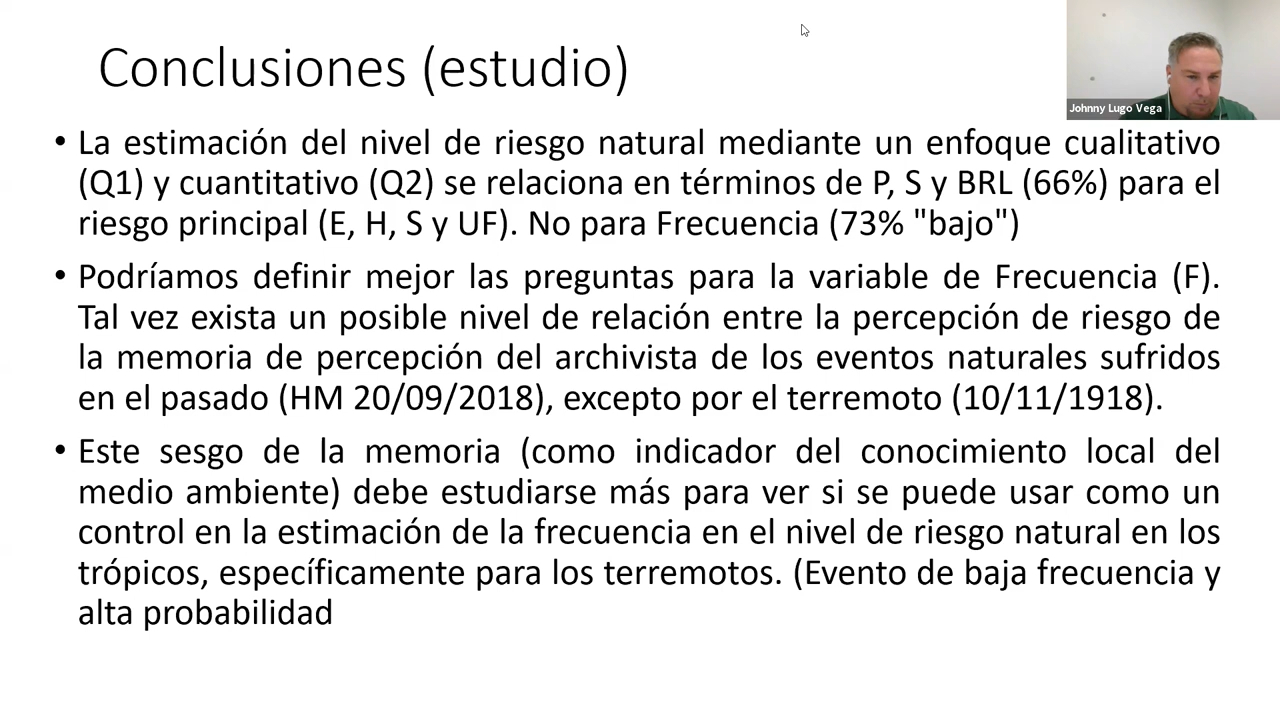 Conclusiones (estudio)
Johnny Lugo Vega
• La estimación del nivel de riesgo natural mediante un enfoque cualitativo
(Q1) y cuantitativo (Q2) se relaciona en términos de P, S y BRL (66%) para el
riesgo principal (E, H, S y UF). No para Frecuencia (73% "bajo")
• Podríamos definir mejor las preguntas para la variable de Frecuencia (F).
Tal vez exista un posible nivel de relación entre la percepción de riesgo de
la memoria de percepción del archivista de los eventos naturales sufridos
en el pasado (HM 20/09/2018), excepto por el terremoto (10/11/1918).
• Este sesgo de la memoria (como indicador del conocimiento local del
medio ambiente) debe estudiarse más para ver si se puede usar como un
control en la estimación de la frecuencia en el nivel de riesgo natural en los
trópicos, específicamente para los terremotos. (Evento de baja frecuencia y
alta probabilidad